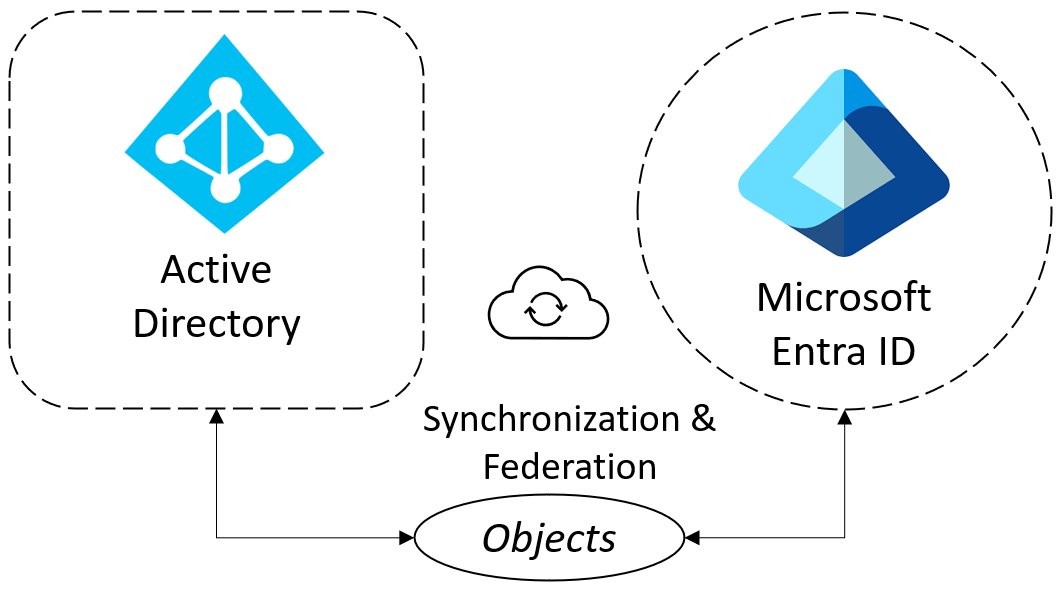 Active
Directory
Microsoft
Entra ID
Synchronization &
Federation
Objects